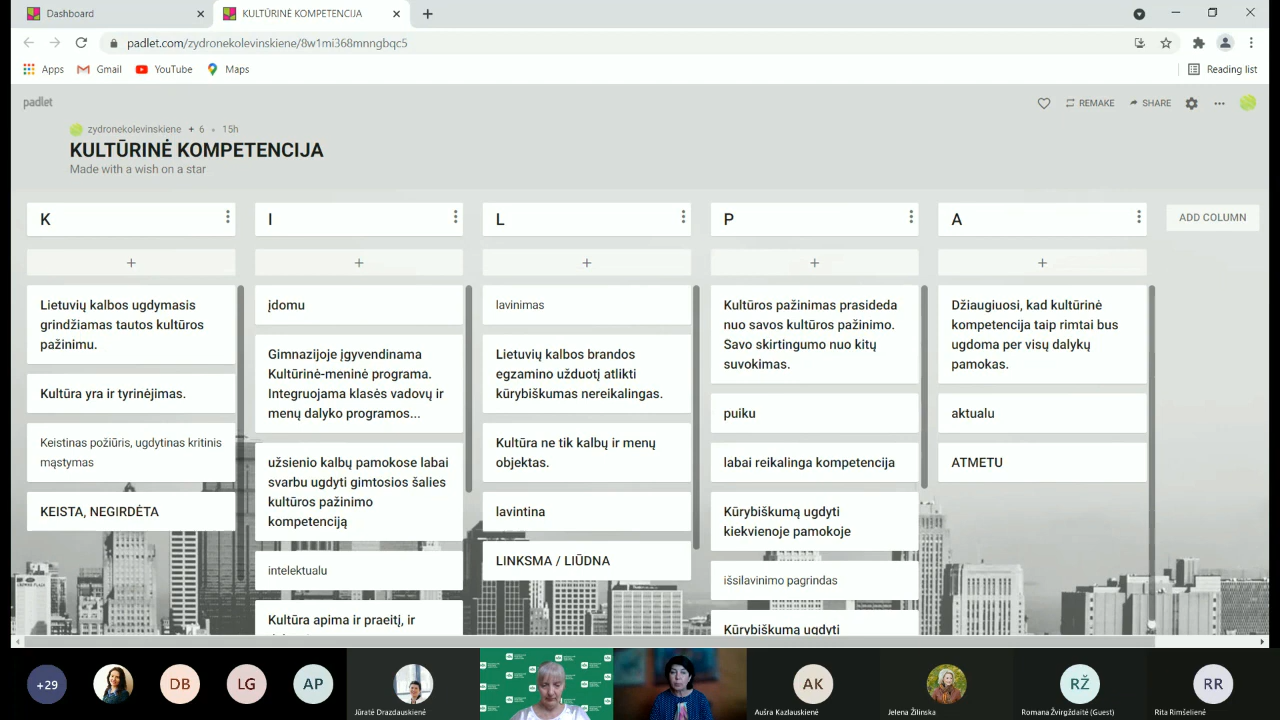 Dashboard
KULTŪRINĖ KOMPETENCIJA
padlet.com/zydronekolevinskiene/8w1mi368mnngbqc5
Apps
Gmail
YouTube
Maps
Reading list
padlet
REMAKE
SHARE
zydronekolevinskiene + 6 • 15h
KULTŪRINĖ KOMPETENCIJA
Made with a wish on a star
K
I
L
P
A
ADD COLUMN
Lietuvių kalbos ugdymasis
grindžiamas tautos kultūros
pažinimu.
Kultūra yra ir tyrinėjimas.
Keistinas požiūris, ugdytinas kritinis
mąstymas
KEISTA, NEGIRDĖTA
įdomu
Gimnazijoje įgyvendinama
Kultūrinė-meninė programa.
Integruojama klasės vadovų ir
menų dalyko programos...
užsienio kalbų pamokose labai
svarbu ugdyti gimtosios šalies
kultūros pažinimo
kompetenciją
intelektualu
Kultūra apima ir praeitį, ir
lavinimas
Lietuvių kalbos brandos
egzamino užduotį atlikti
kūrybiškumas nereikalingas.
Kultūra ne tik kalbų ir menų
objektas.
lavintina
LINKSMA / LIŪDNA
Kultūros pažinimas prasideda
nuo savos kultūros pažinimo.
Savo skirtingumo nuo kitų
suvokimas.
puiku
labai reikalinga kompetencija
Kūrybiškumą ugdyti
kiekvienoje pamokoje
išsilavinimo pagrindas
Kūrybiškumą ugdyti
Džiaugiuosi, kad kultūrinė
kompetencija taip rimtai bus
ugdoma per visų dalykų
pamokas.
aktualu
ATMETU
+29
DB
LG
AP
Jūratė Drazdauskienė
AK
Aušra Kazlauskienė
Jelena Žilinska
RŽ
Romana Žvirgždaitė (Guest)
RR
Rita Rimšelienė